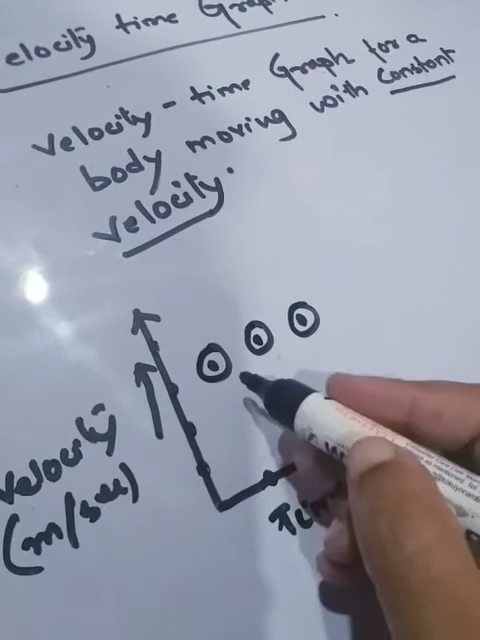 elocity time Graph.
Velocity - time Graph for a
body moving with constant
velocity.
Velocity
(m/sec)